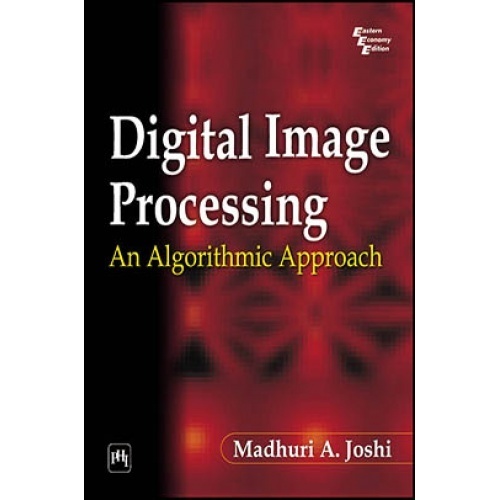 Eastern
Economy
Edition
Digital Image
Processing
An Algorithmic Approach
Madhuri A. Joshi
PHI